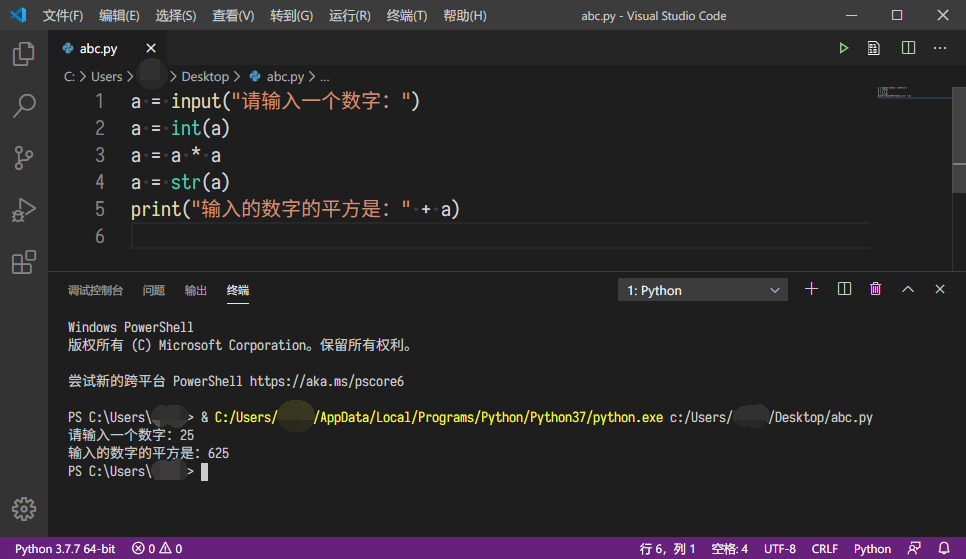 文件(F) 编辑(E) 选择(S) 查看(V) 转到(G) 运行(R) 终端(T) 帮助(H) abc.py - Visual Studio Code
abc.py
C: > Users > > Desktop > abc.py > ...
1 a = input("请输入一个数字：")
2 a = int(a)
3 a = a * a
4 a = str(a)
5 print("输入的数字的平方是：" + a)
6
调试控制台 问题 输出 终端 1: Python
Windows PowerShell
版权所有 (C) Microsoft Corporation。保留所有权利。
尝试新的跨平台 PowerShell https://aka.ms/pscore6
PS C:\Users\ > & C:/Users/ /AppData/Local/Programs/Python/Python37/python.exe c:/Users/ /Desktop/abc.py
请输入一个数字：25
输入的数字的平方是：625
PS C:\Users\ >
Python 3.7.7 64-bit 0 0 行 6，列 1 空格: 4 UTF-8 CRLF Python